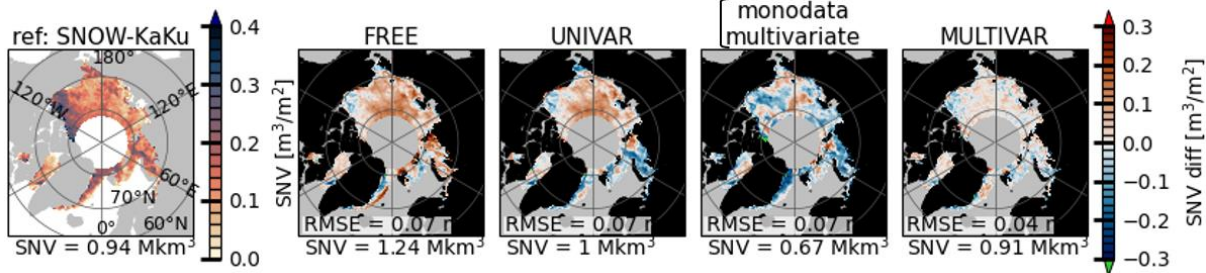 ref: SNOW-KaKu
180°
120°W
120°E
60°E
70°N
60°N
0°
SNV = 0.94 Mkm³
0.4
0.3
0.2
0.1
0.0
SNV [m³/m²]
FREE
RMSE = 0.07 r
SNV = 1.24 Mkm³
UNIVAR
RMSE = 0.07 r
SNV = 1 Mkm³
monodata
multivariate
RMSE = 0.07 r
SNV = 0.67 Mkm³
MULTIVAR
RMSE = 0.04 r
SNV = 0.91 Mkm³
0.3
0.2
0.1
0.0
−0.1
−0.2
−0.3
SNV diff [m³/m²]